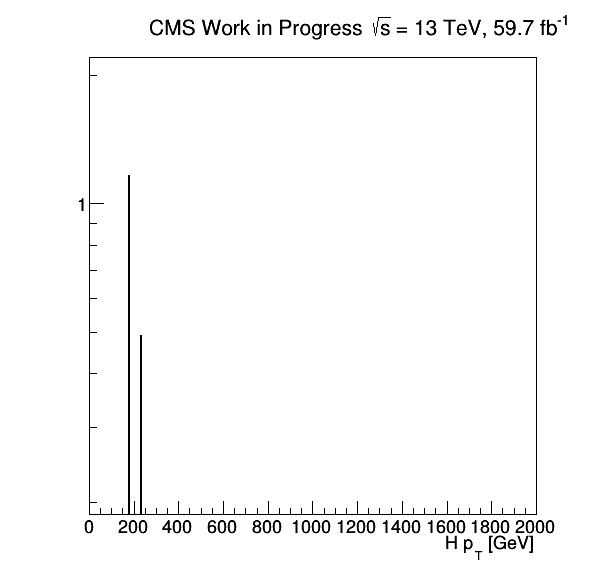 CMS Work in Progress √s = 13 TeV, 59.7 fb⁻¹
1
0 200 400 600 800 1000 1200 1400 1600 1800 2000
H p_T [GeV]